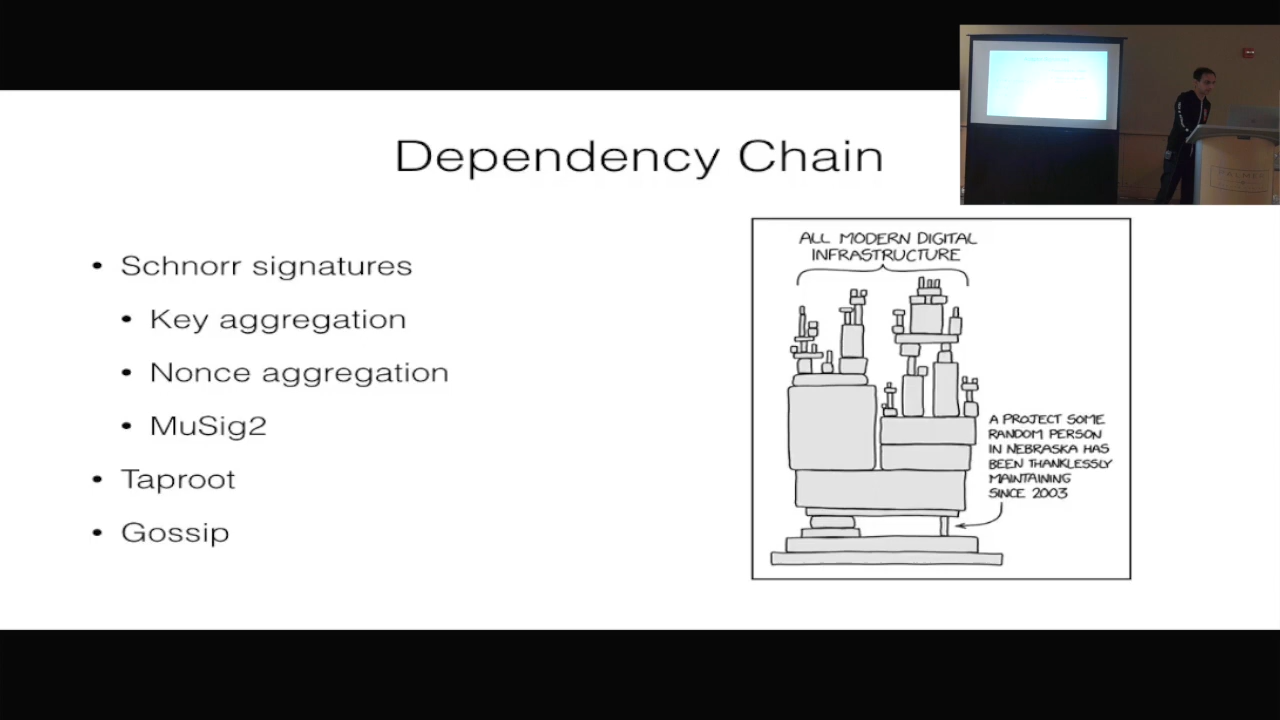 Dependency Chain
• Schnorr signatures
• Key aggregation
• Nonce aggregation
• MuSig2
• Taproot
• Gossip
ALL MODERN DIGITAL
INFRASTRUCTURE
A PROJECT SOME
RANDOM PERSON
IN NEBRASKA HAS
BEEN THANKLESSLY
MAINTAINING
SINCE 2003
PALMER